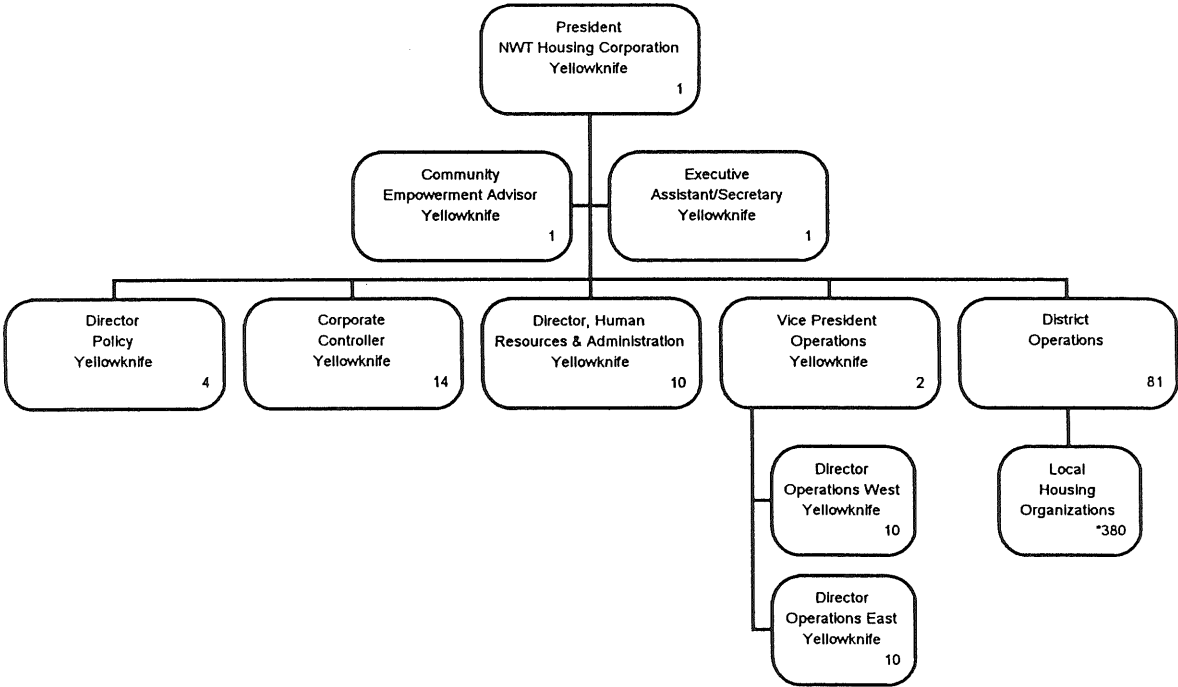 President
NWT Housing Corporation
Yellowknife
1
Community
Empowerment Advisor
Yellowknife
1
Executive
Assistant/Secretary
Yellowknife
1
Director
Policy
Yellowknife
4
Corporate
Controller
Yellowknife
14
Director, Human
Resources & Administration
Yellowknife
10
Vice President
Operations
Yellowknife
2
District
Operations
81
Director
Operations West
Yellowknife
10
Local
Housing
Organizations
*380
Director
Operations East
Yellowknife
10